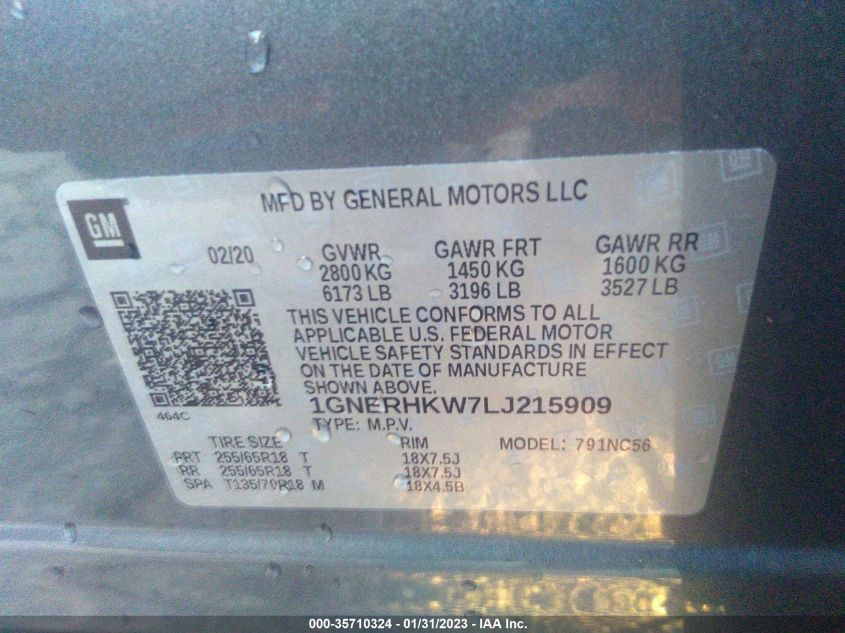 MFD BY GENERAL MOTORS LLC
GM
02/20 GVWR GAWR FRT GAWR RR
2800 KG 1450 KG 1600 KG
6173 LB 3196 LB 3527 LB
THIS VEHICLE CONFORMS TO ALL
APPLICABLE U.S. FEDERAL MOTOR
VEHICLE SAFETY STANDARDS IN EFFECT
ON THE DATE OF MANUFACTURE
SHOWN ABOVE.
464C
1GNERHKW7LJ215909
TYPE: M.P.V.
TIRE SIZE RIM MODEL: 791NC56
FRT 255/65R18 T 18X7.5J
RR 255/65R18 T 18X7.5J
SPA T135/70R18 M 18X4.5B
000-35710324 - 01/31/2023 - IAA Inc.